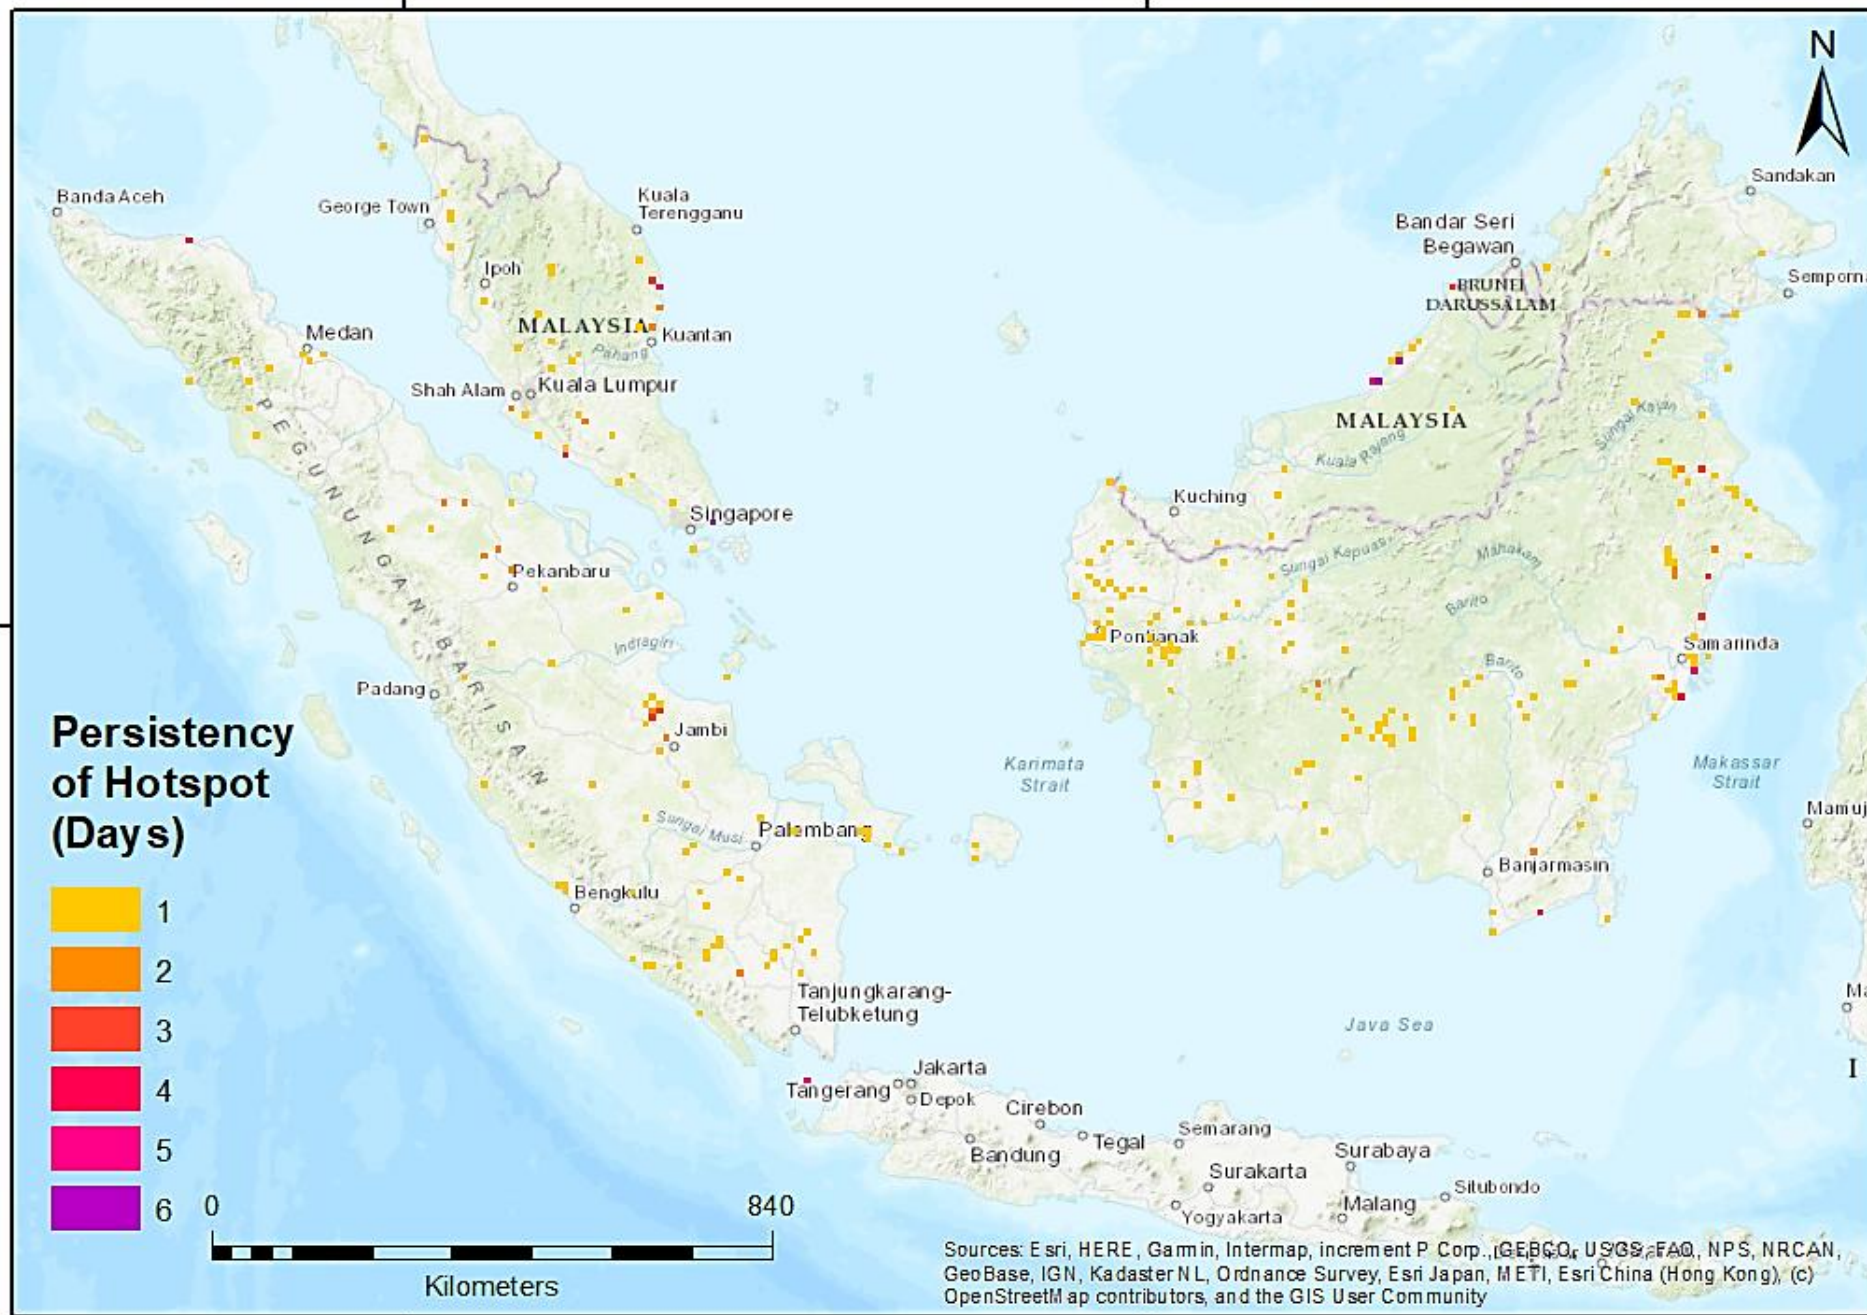 N
Banda Aceh
George Town
Kuala
Terengganu
Sandakan
Bandar Seri
Begawan
Ipoh
BRUNEI
DARUSSALAM
Medan
MALAYSIA
Kuantan
Pahang
Shah Alam
Kuala Lumpur
MALAYSIA
Sungai Kajan
Kuala Rajang
Kuching
Singapore
PEGUNUNGAN BARISAN
Sungai Kapuas
Mahakam
Pekanbaru
Barito
Pontianak
Samarinda
Indragiri
Barito
Padang
Jambi
Karimata
Strait
Makassar
Strait
Persistency
of Hotspot
(Days)
Sungai Musi
Palembang
Banjarmasin
Bengkulu
1
2
3
4
5
6
Tanjungkarang-
Telubketung
Java Sea
Jakarta
Tangerang
Depok
Cirebon
Tegal
Semarang
Bandung
Surabaya
Surakarta
Situbondo
Malang
Yogyakarta
I
0 840
Kilometers
Sources: Esri, HERE, Garmin, Intermap, increment P Corp., GEBCO, USGS, FAO, NPS, NRCAN,
GeoBase, IGN, Kadaster NL, Ordnance Survey, Esri Japan, METI, Esri China (Hong Kong), (c)
OpenStreetMap contributors, and the GIS User Community